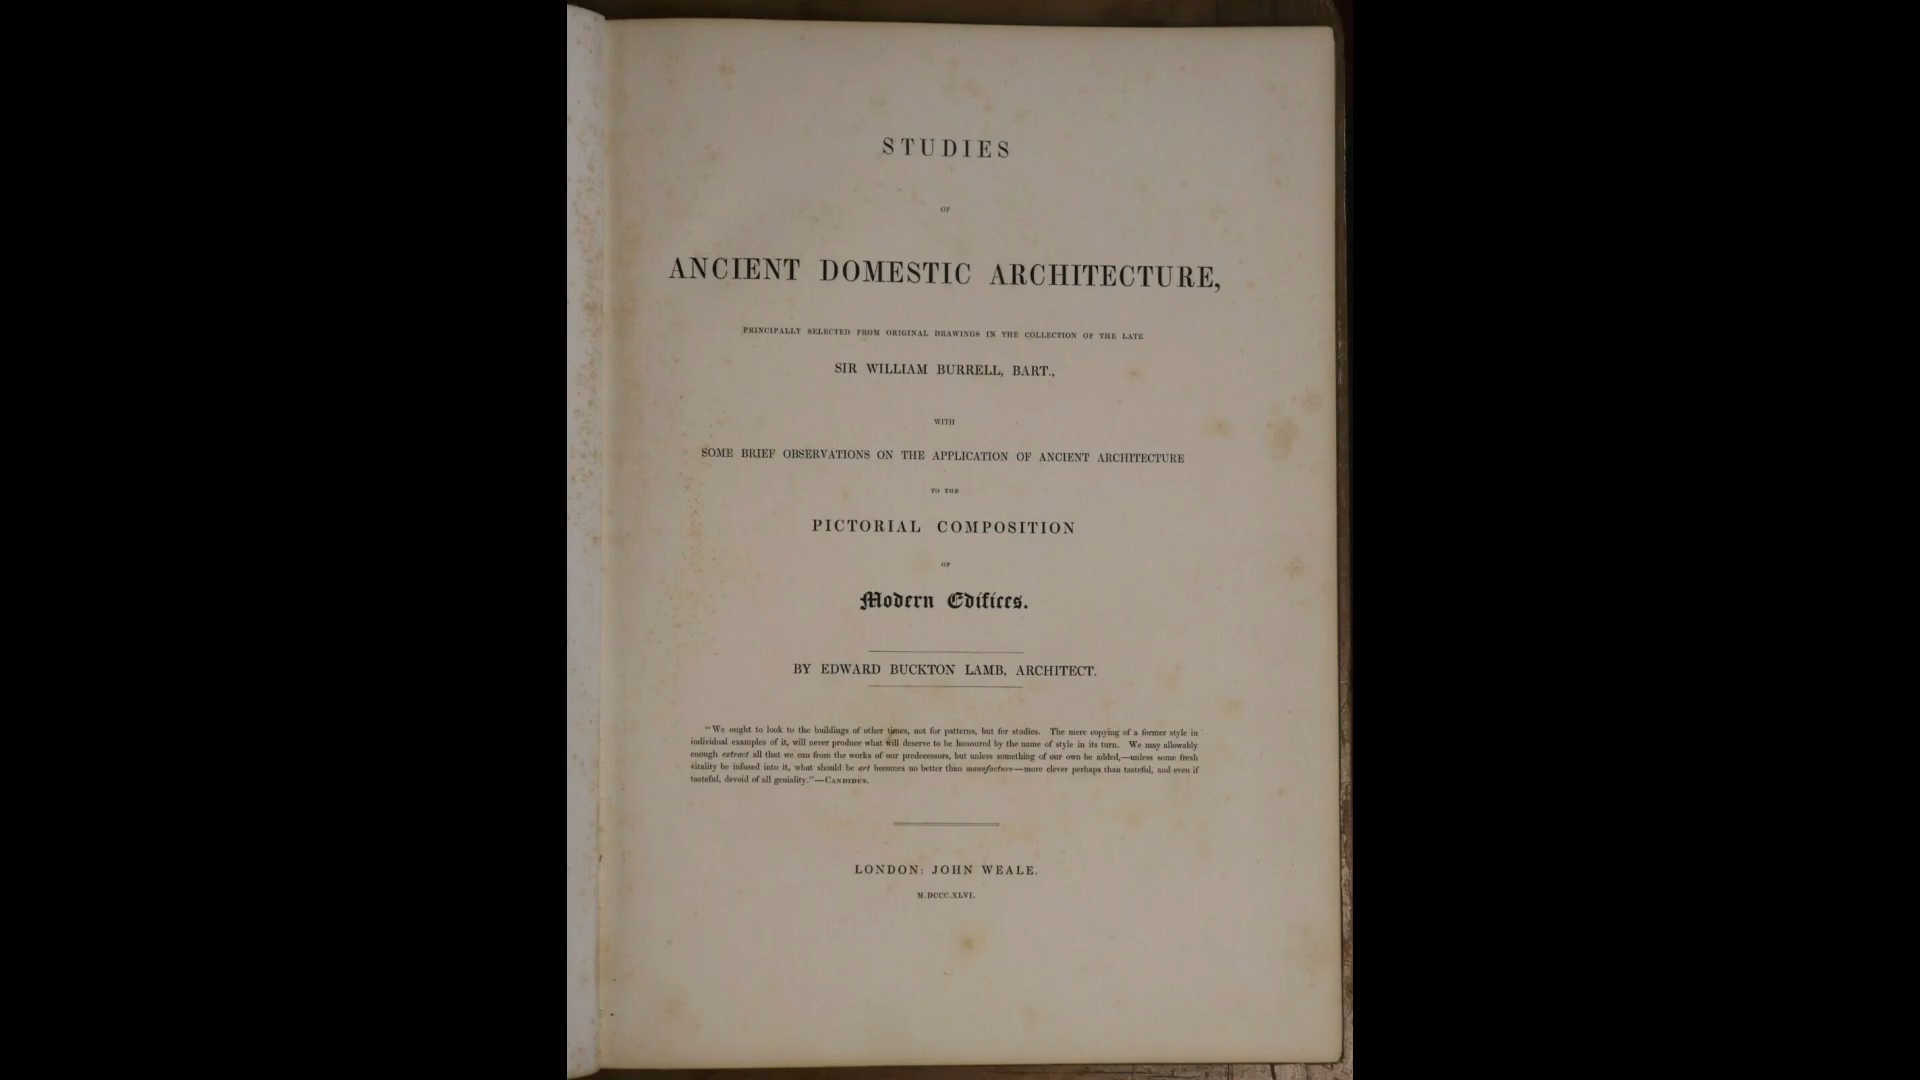 STUDIES
OF
ANCIENT DOMESTIC ARCHITECTURE,
PRINCIPALLY SELECTED FROM ORIGINAL DRAWINGS IN THE COLLECTION OF THE LATE
SIR WILLIAM BURRELL, BART.,
WITH
SOME BRIEF OBSERVATIONS ON THE APPLICATION OF ANCIENT ARCHITECTURE
TO THE
PICTORIAL COMPOSITION
OF
Modern Edifices.
BY EDWARD BUCKTON LAMB, ARCHITECT.
"We ought to look to the buildings of other times, not for patterns, but for studies. The mere copying of a former style in
individual examples of it, will never produce what will deserve to be honoured by the name of style in its turn. We may allowably
enough extract all that we can from the works of our predecessors, but unless something of our own be added,—unless some fresh
vitality be infused into it, what should be art becomes no better than manufacture—more clever perhaps than tasteful, and even if
tasteful, devoid of all geniality."—CANDIDUS.
LONDON: JOHN WEALE.
M.DCCC.XLVI.